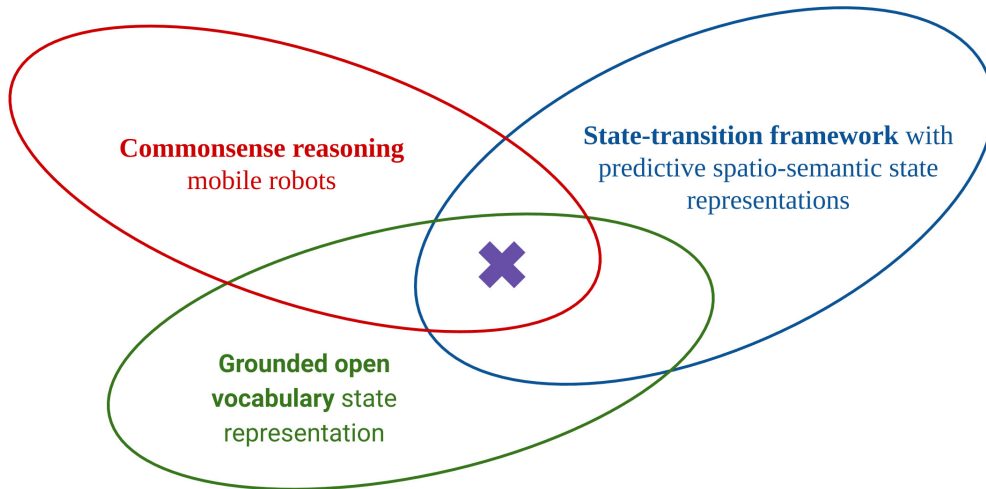 Commonsense reasoning
mobile robots
State-transition framework with
predictive spatio-semantic state
representations
Grounded open
vocabulary state
representation